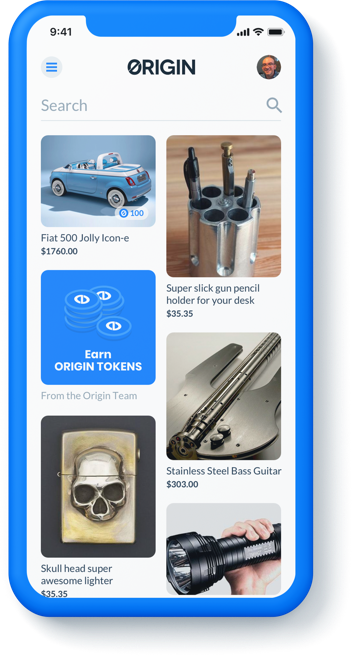 9:41
ØRIGIN
Search
100
Fiat 500 Jolly Icon-e
$1760.00
Super slick gun pencil
holder for your desk
$35.35
Earn
ORIGIN TOKENS
From the Origin Team
Stainless Steel Bass Guitar
$303.00
Skull head super
awesome lighter
$35.35